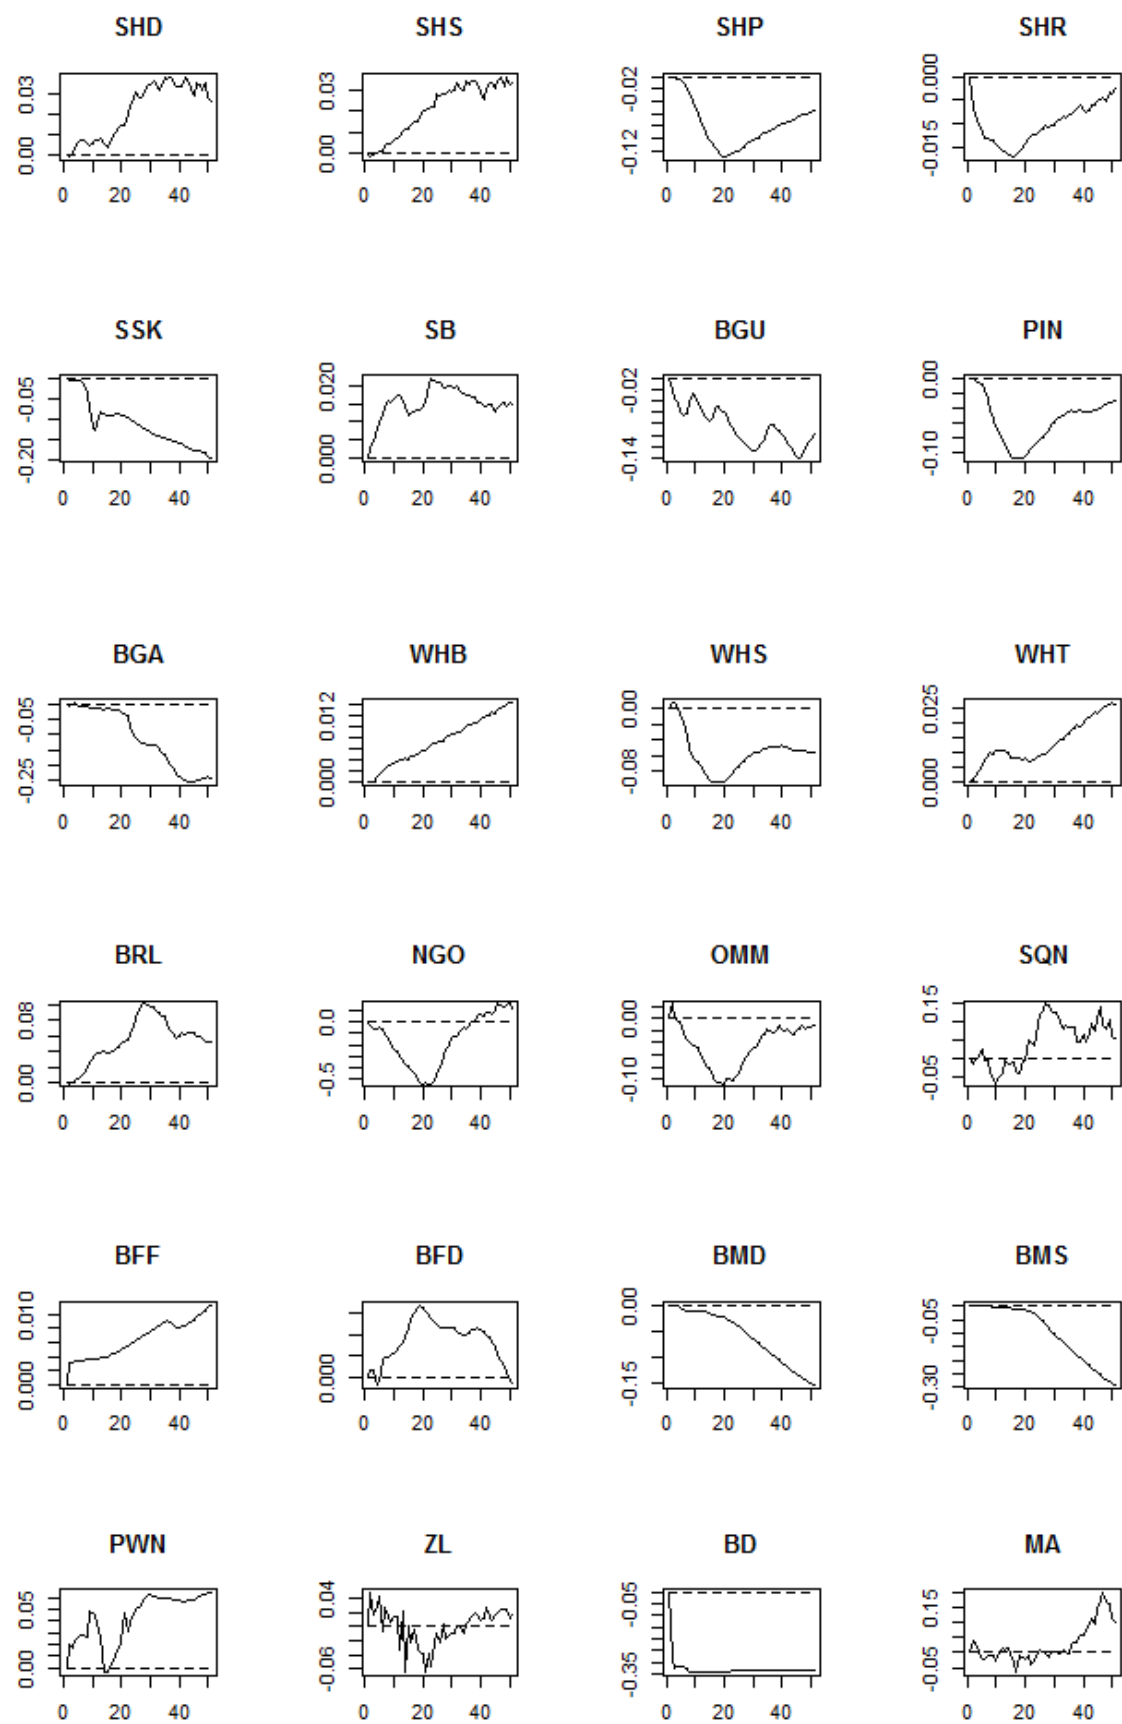 SHD SHS SHP SHR
0.03 0.03 -0.02 0.000
0.00 0.00 -0.12 -0.015
0 20 40 0 20 40 0 20 40 0 20 40
SSK SB BGU PIN
-0.05 0.020 -0.02 0.00
-0.20 0.000 -0.14 -0.10
0 20 40 0 20 40 0 20 40 0 20 40
BGA WHB WHS WHT
-0.05 0.012 0.00 0.025
-0.25 0.000 -0.08 0.000
0 20 40 0 20 40 0 20 40 0 20 40
BRL NGO OMM SQN
0.08 0.0 0.00 0.15
0.00 -0.5 -0.10 -0.05
0 20 40 0 20 40 0 20 40 0 20 40
BFF BFD BMD BMS
0.010 0.000 0.00 -0.05
0.000 -0.15 -0.30
0 20 40 0 20 40 0 20 40 0 20 40
PWN ZL BD MA
0.05 0.04 -0.05 0.15
0.00 -0.06 -0.35 -0.05
0 20 40 0 20 40 0 20 40 0 20 40